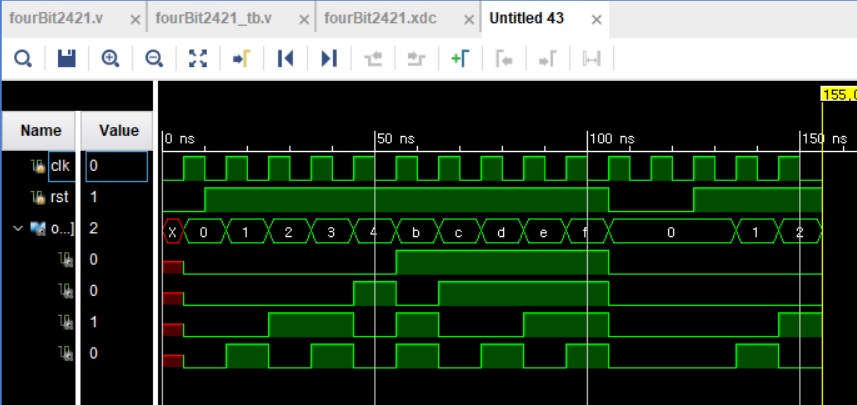 fourBit2421.v × fourBit2421_tb.v × fourBit2421.xdc × Untitled 43 ×
155,0
Name Value 0 ns 50 ns 100 ns 150 ns
clk 0
rst 1
o...] 2 X 0 1 2 3 4 b c d e f 0 1 2
0
0
1
0